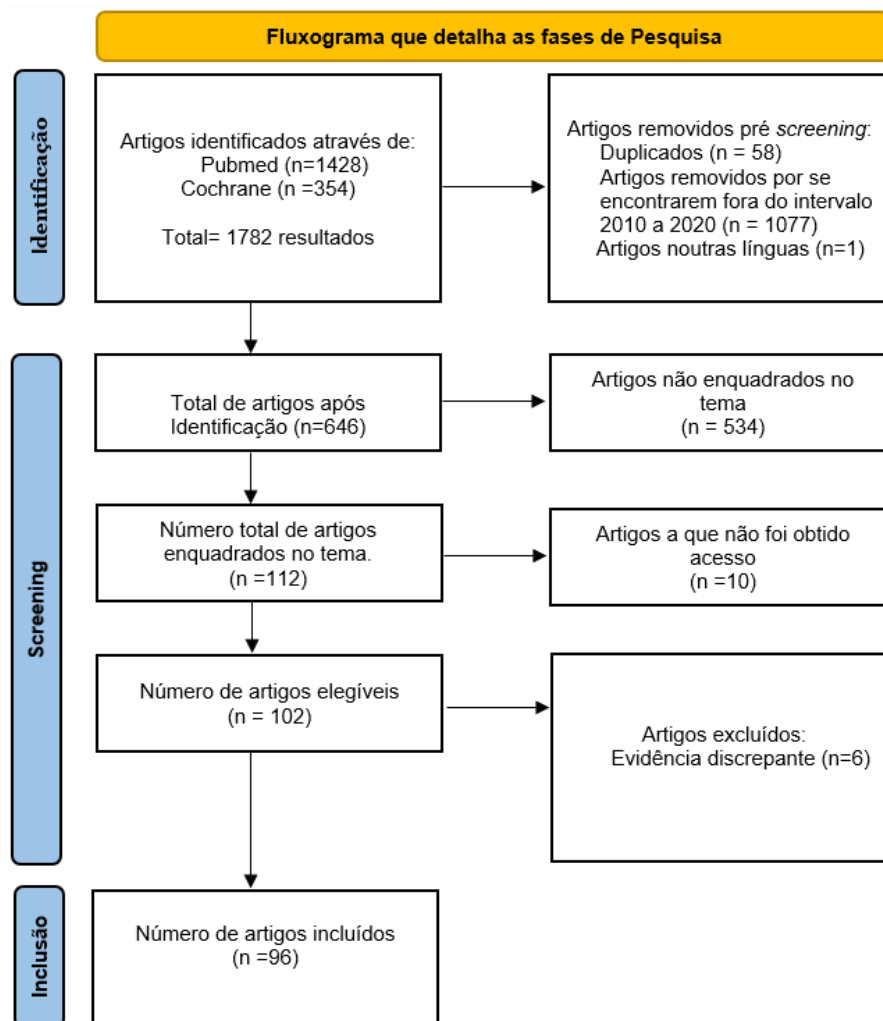 Fluxograma que detalha as fases de Pesquisa
Identificação
Artigos identificados através de:
Pubmed (n=1428)
Cochrane (n =354)
Total= 1782 resultados
Artigos removidos pré screening:
Duplicados (n = 58)
Artigos removidos por se
encontrarem fora do intervalo
2010 a 2020 (n = 1077)
Artigos noutras línguas (n=1)
Screening
Total de artigos após
Identificação (n=646)
Artigos não enquadrados no
tema
(n = 534)
Número total de artigos
enquadrados no tema.
(n =112)
Artigos a que não foi obtido
acesso
(n =10)
Número de artigos elegíveis
(n = 102)
Artigos excluídos:
Evidência discrepante (n=6)
Inclusão
Número de artigos incluídos
(n =96)